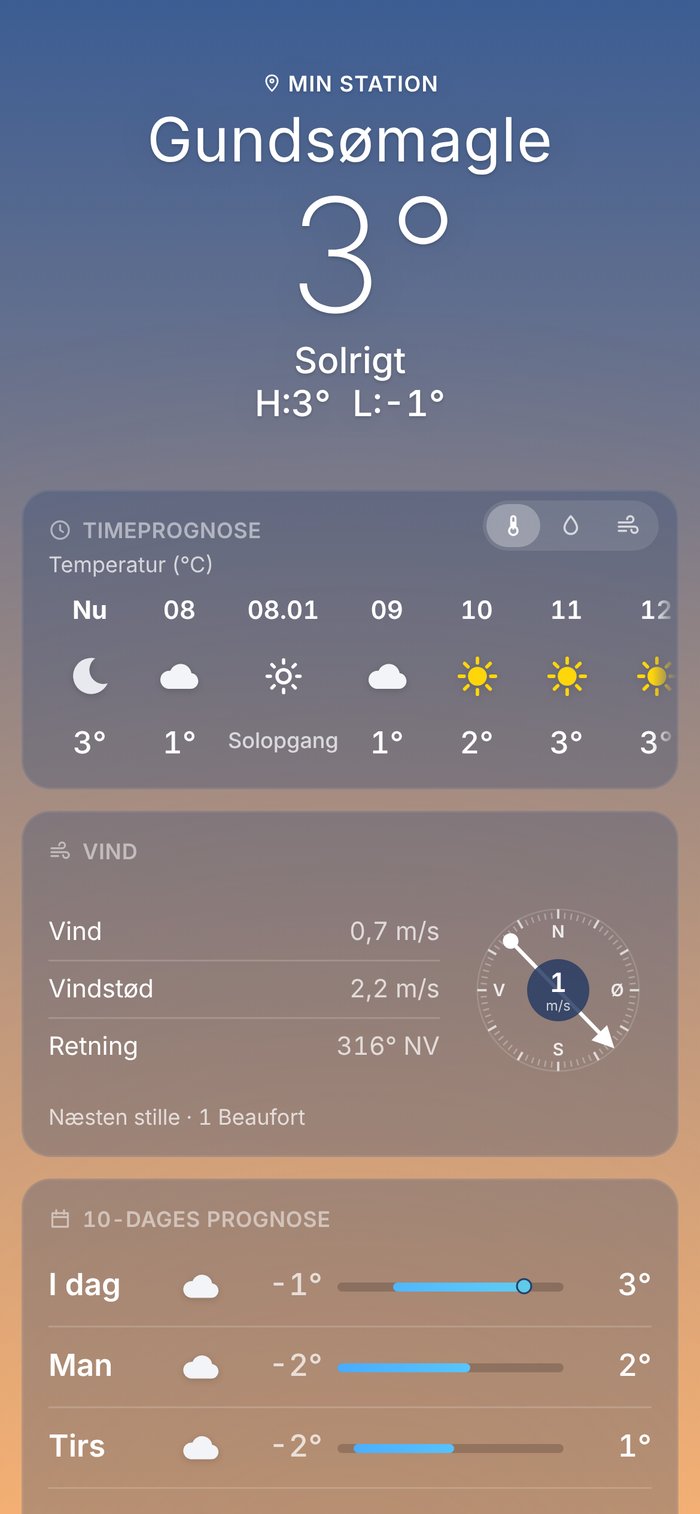 MIN STATION
Gundsømagle
3°
Solrigt
H:3° L:-1°
TIMEPROGNOSE
Temperatur (°C)
Nu 08 08.01 09 10 11 12
3° 1° Solopgang 1° 2° 3° 3°
VIND
Vind 0,7 m/s
Vindstød 2,2 m/s
Retning 316° NV
N
V 1 Ø
m/s
S
Næsten stille · 1 Beaufort
10-DAGES PROGNOSE
I dag -1° 3°
Man -2° 2°
Tirs -2° 1°